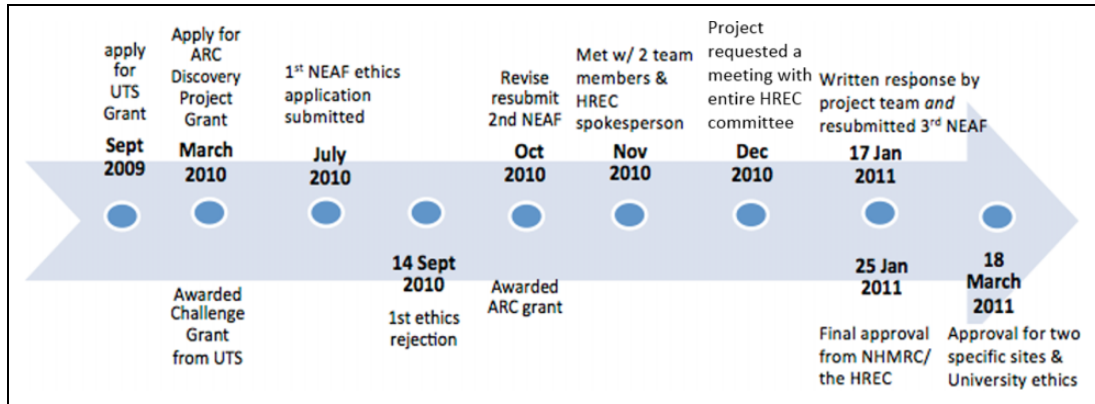 apply
for
UTS
Grant
Sept
2009
Apply for
ARC
Discovery
Project
Grant
March
2010
Awarded
Challenge
Grant
from UTS
1st NEAF ethics
application
submitted
July
2010
14 Sept
2010
1st ethics
rejection
Revise
resubmit
2nd NEAF
Oct
2010
Awarded
ARC grant
Met w/ 2 team
members &
HREC
spokesperson
Nov
2010
Project
requested a
meeting with
entire HREC
committee
Dec
2010
Written response by
project team and
resubmitted 3rd NEAF
17 Jan
2011
25 Jan
2011
Final approval
from NHMRC/
the HREC
18
March
2011
Approval for two
specific sites &
University ethics